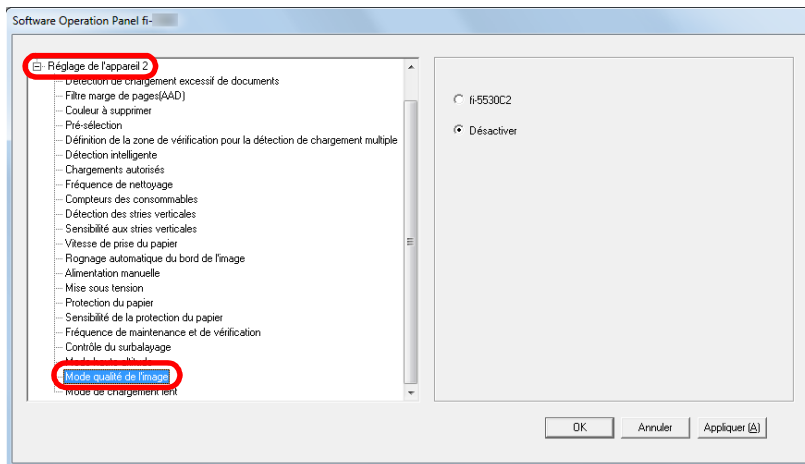 Software Operation Panel fi-
Réglage de l'appareil 2
Détection de chargement excessif de documents
Filtre marge de pages(AAD)
Couleur à supprimer
Pré-sélection
Définition de la zone de vérification pour la détection de chargement multiple
Détection intelligente
Chargements autorisés
Fréquence de nettoyage
Compteurs des consommables
Détection des stries verticales
Sensibilité aux stries verticales
Vitesse de prise du papier
Rognage automatique du bord de l'image
Alimentation manuelle
Mise sous tension
Protection du papier
Sensibilité de la protection du papier
Fréquence de maintenance et de vérification
Contrôle du surbalayage
Mode haute altitude
Mode qualité de l'image
Mode de chargement lent
fi-5530C2
Désactiver
OK
Annuler
Appliquer (A)